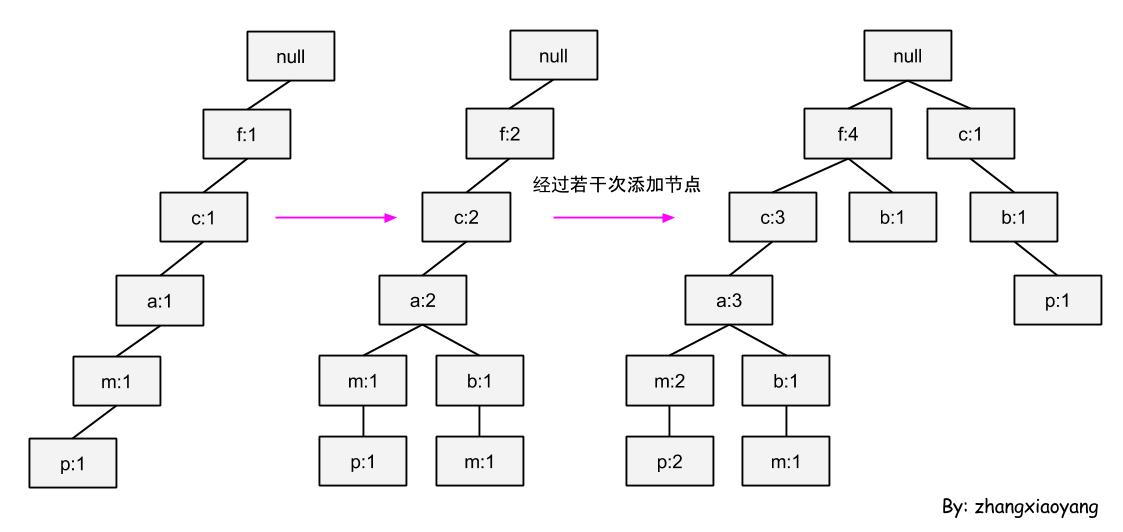 null null null
f:1 f:2 f:4 c:1
经过若干次添加节点
c:1 c:2 c:3 b:1 b:1
a:1 a:2 a:3 p:1
m:1 m:1 b:1 m:2 b:1
p:1 p:1 m:1 p:2 m:1
By: zhangxiaoyang